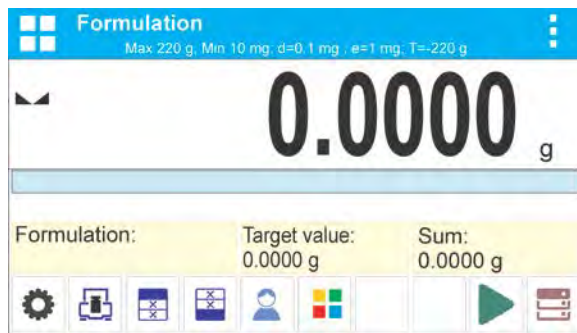 Formulation
Max 220 g; Min 10 mg; d=0.1 mg ; e=1 mg; T=-220 g
0.0000 g
Formulation:
Target value:
0.0000 g
Sum:
0.0000 g